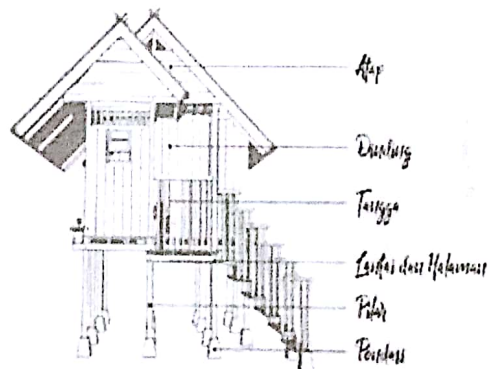 Atap
Dinding
Tangga
Lantai dan Halaman
Pilar
Pondasi